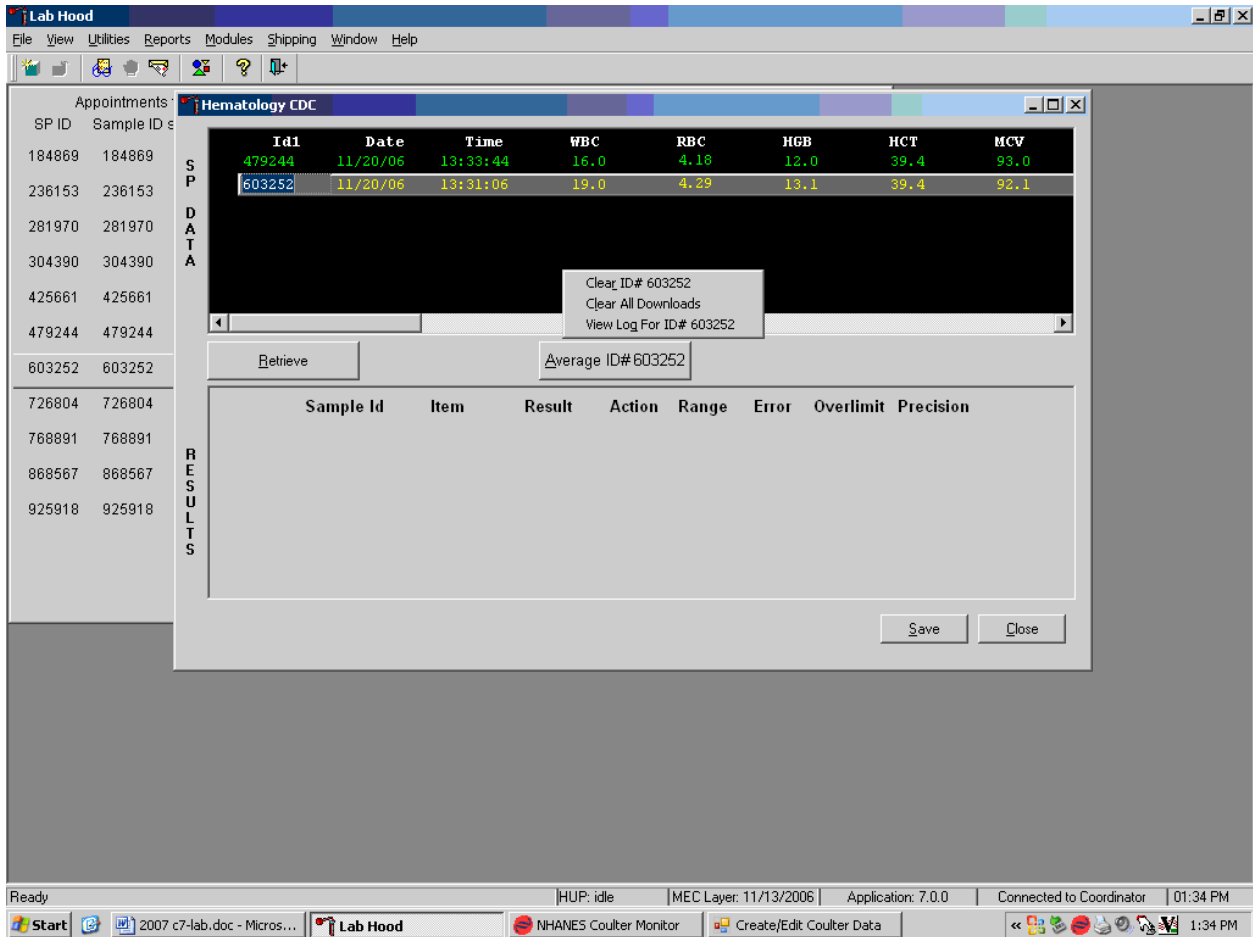 Lab Hood
File View Utilities Reports Modules Shipping Window Help
Appointments
SP ID Sample ID
184869 184869
236153 236153
281970 281970
304390 304390
425661 425661
479244 479244
603252 603252
726804 726804
768891 768891
868567 868567
925918 925918
Hematology CDC
SP DATA
Id1 Date Time WBC RBC HGB HCT MCV
479244 11/20/06 13:33:44 16.0 4.18 12.0 39.4 93.0
603252 11/20/06 13:31:06 19.0 4.29 13.1 39.4 92.1
Clear ID# 603252
Clear All Downloads
View Log For ID# 603252
Retrieve Average ID# 603252
RESULTS
Sample Id Item Result Action Range Error Overlimit Precision
Save Close
Ready HUP: idle MEC Layer: 11/13/2006 Application: 7.0.0 Connected to Coordinator 01:34 PM
Start 2007 c7-lab.doc - Micros... Lab Hood NHANES Coulter Monitor Create/Edit Coulter Data « 1:34 PM